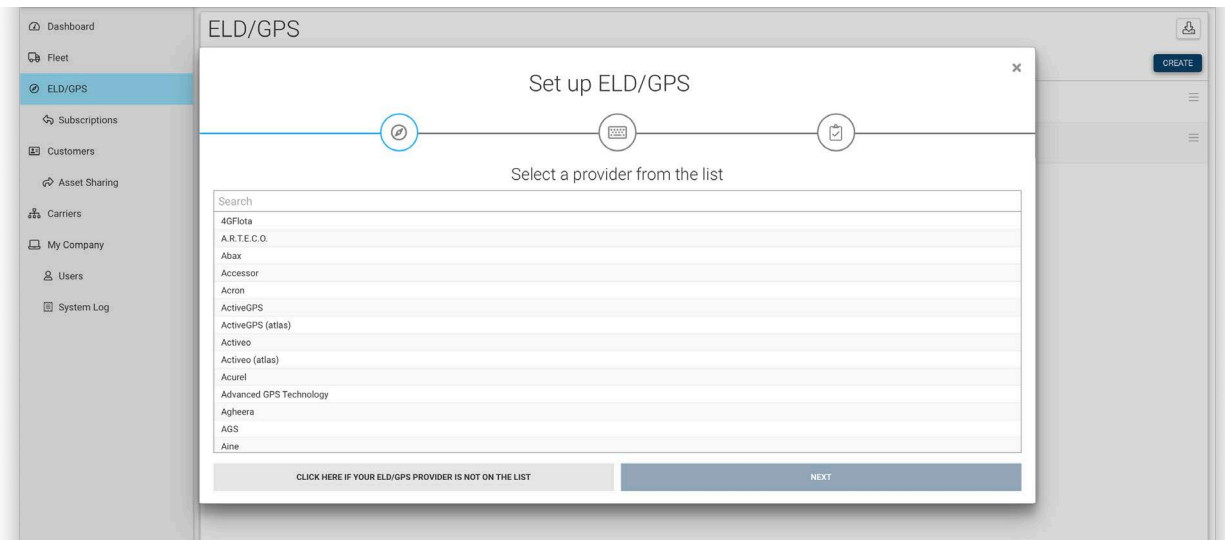 Dashboard
Fleet
ELD/GPS
Subscriptions
Customers
Asset Sharing
Carriers
My Company
Users
System Log
ELD/GPS
CREATE
Set up ELD/GPS
Select a provider from the list
Search
4GFlota
A.R.T.E.C.O.
Abax
Accessor
Acron
ActiveGPS
ActiveGPS (atlas)
Activeo
Activeo (atlas)
Acurel
Advanced GPS Technology
Agheera
AGS
Aine
CLICK HERE IF YOUR ELD/GPS PROVIDER IS NOT ON THE LIST
NEXT